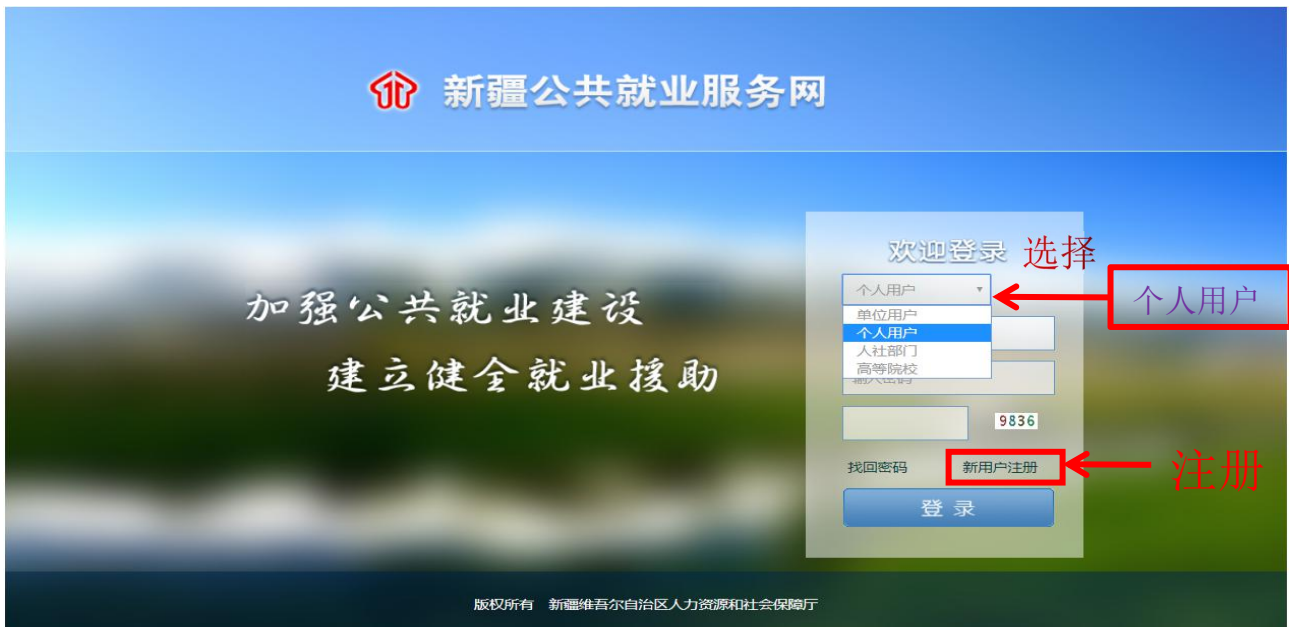 新疆公共就业服务网
欢迎登录 选择
个人用户
个人用户
单位用户
个人用户
人社部门
高等院校
输入密码
加强公共就业建设
建立健全就业援助
9836
找回密码 新用户注册 注册
登 录
版权所有 新疆维吾尔自治区人力资源和社会保障厅